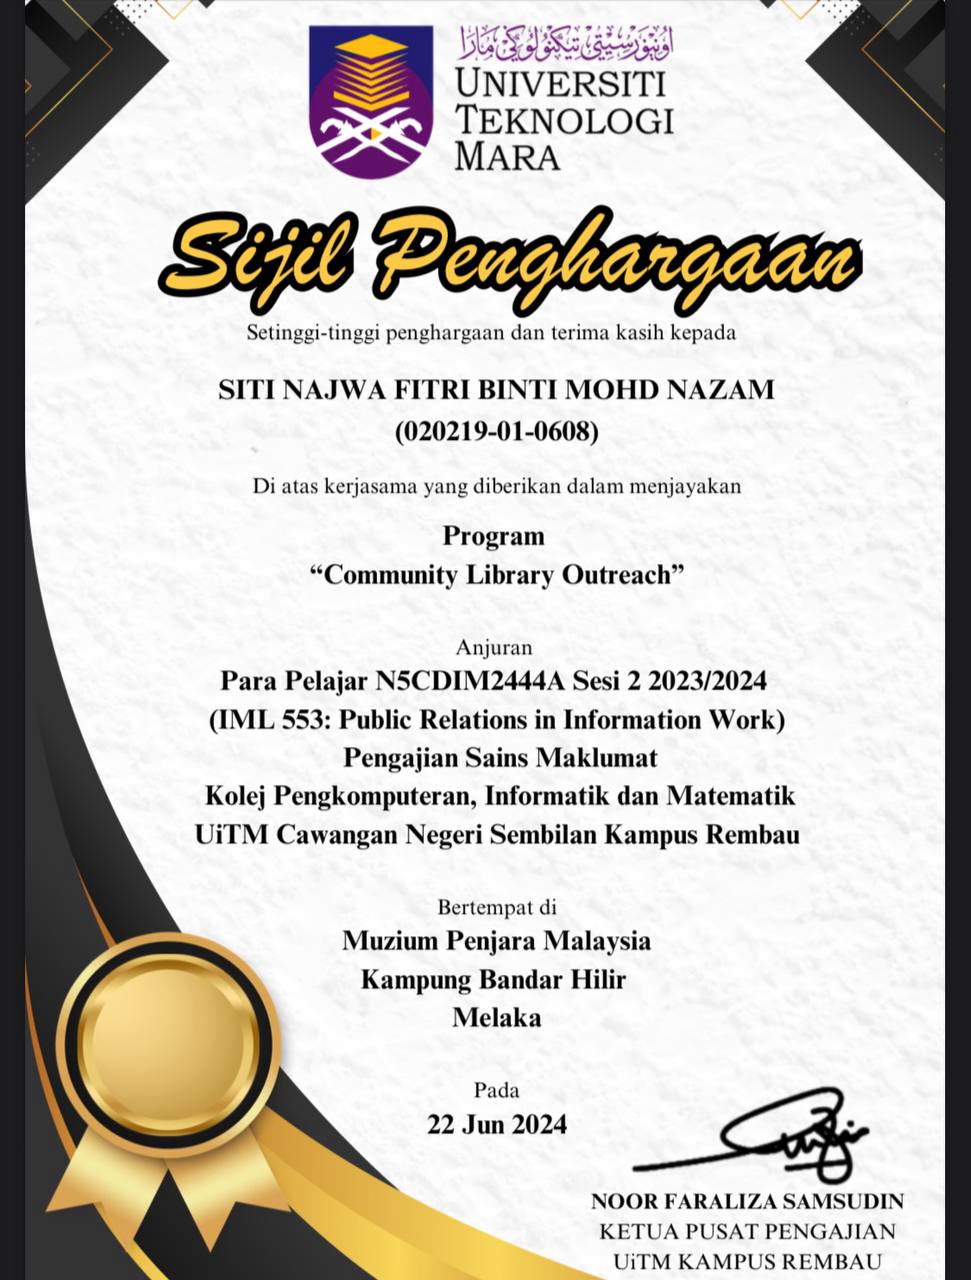 اونيۏرسيتي تيكنولوݢي مارا
UNIVERSITI
TEKNOLOGI
MARA
Sijil Penghargaan
Setinggi-tinggi penghargaan dan terima kasih kepada
SITI NAJWA FITRI BINTI MOHD NAZAM
(020219-01-0608)
Di atas kerjasama yang diberikan dalam menjayakan
Program
“Community Library Outreach”
Anjuran
Para Pelajar N5CDIM2444A Sesi 2 2023/2024
(IML 553: Public Relations in Information Work)
Pengajian Sains Maklumat
Kolej Pengkomputeran, Informatik dan Matematik
UiTM Cawangan Negeri Sembilan Kampus Rembau
Bertempat di
Muzium Penjara Malaysia
Kampung Bandar Hilir
Melaka
Pada
22 Jun 2024
NOOR FARALIZA SAMSUDIN
KETUA PUSAT PENGAJIAN
UiTM KAMPUS REMBAU